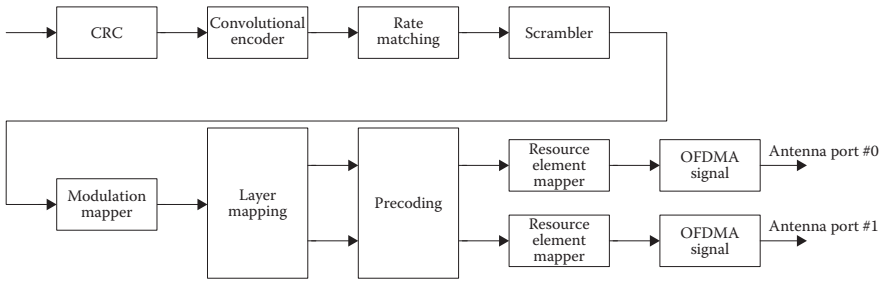 CRC
Convolutional
encoder
Rate
matching
Scrambler
Modulation
mapper
Layer
mapping
Precoding
Resource
element
mapper
OFDMA
signal
Antenna port #0
Resource
element
mapper
OFDMA
signal
Antenna port #1